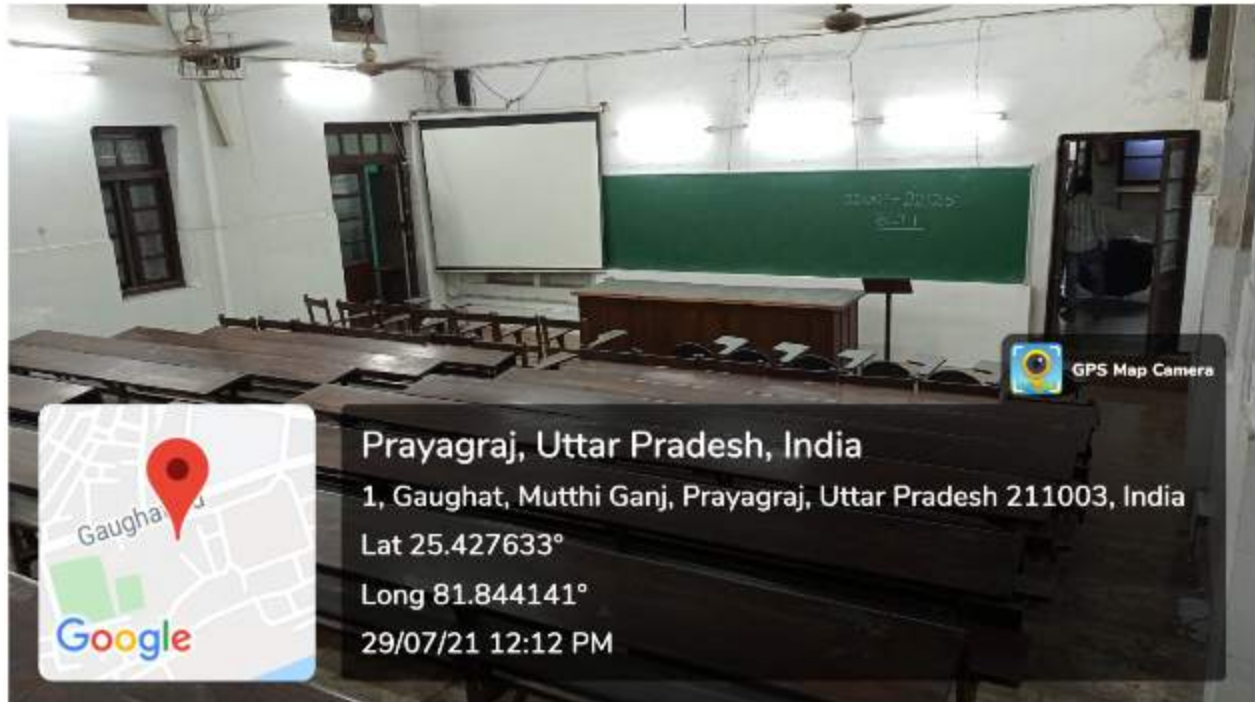 GPS Map Camera
Prayagraj, Uttar Pradesh, India
1, Gaughat, Mutthi Ganj, Prayagraj, Uttar Pradesh 211003, India
Lat 25.427633°
Long 81.844141°
29/07/21 12:12 PM
Google